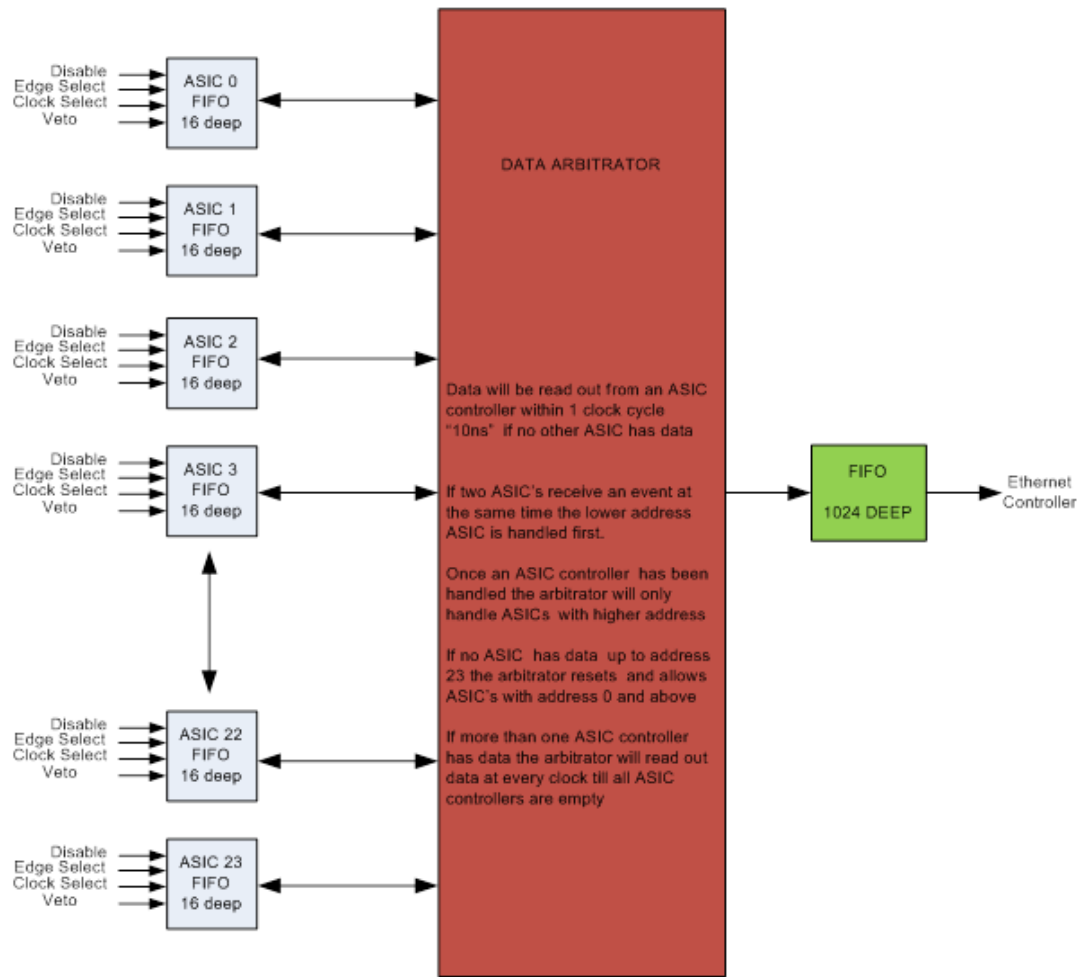 Disable
Edge Select
Clock Select
Veto
ASIC 0
FIFO
16 deep
Disable
Edge Select
Clock Select
Veto
ASIC 1
FIFO
16 deep
Disable
Edge Select
Clock Select
Veto
ASIC 2
FIFO
16 deep
Disable
Edge Select
Clock Select
Veto
ASIC 3
FIFO
16 deep
Disable
Edge Select
Clock Select
Veto
ASIC 22
FIFO
16 deep
Disable
Edge Select
Clock Select
Veto
ASIC 23
FIFO
16 deep
DATA ARBITRATOR
Data will be read out from an ASIC
controller within 1 clock cycle
“10ns” if no other ASIC has data
If two ASIC’s receive an event at
the same time the lower address
ASIC is handled first.
Once an ASIC controller has been
handled the arbitrator will only
handle ASICs with higher address
If no ASIC has data up to address
23 the arbitrator resets and allows
ASIC’s with address 0 and above
If more than one ASIC controller
has data the arbitrator will read out
data at every clock till all ASIC
controllers are empty
FIFO
1024 DEEP
Ethernet
Controller